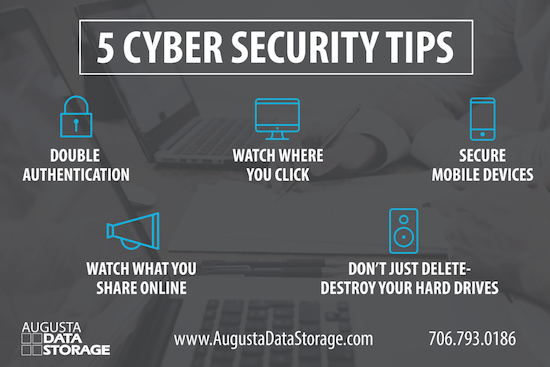 5 CYBER SECURITY TIPS
DOUBLE
AUTHENTICATION
WATCH WHERE
YOU CLICK
SECURE
MOBILE DEVICES
WATCH WHAT YOU
SHARE ONLINE
DON'T JUST DELETE-
DESTROY YOUR HARD DRIVES
AUGUSTA
DATA
STORAGE
www.AugustaDataStorage.com
706.793.0186